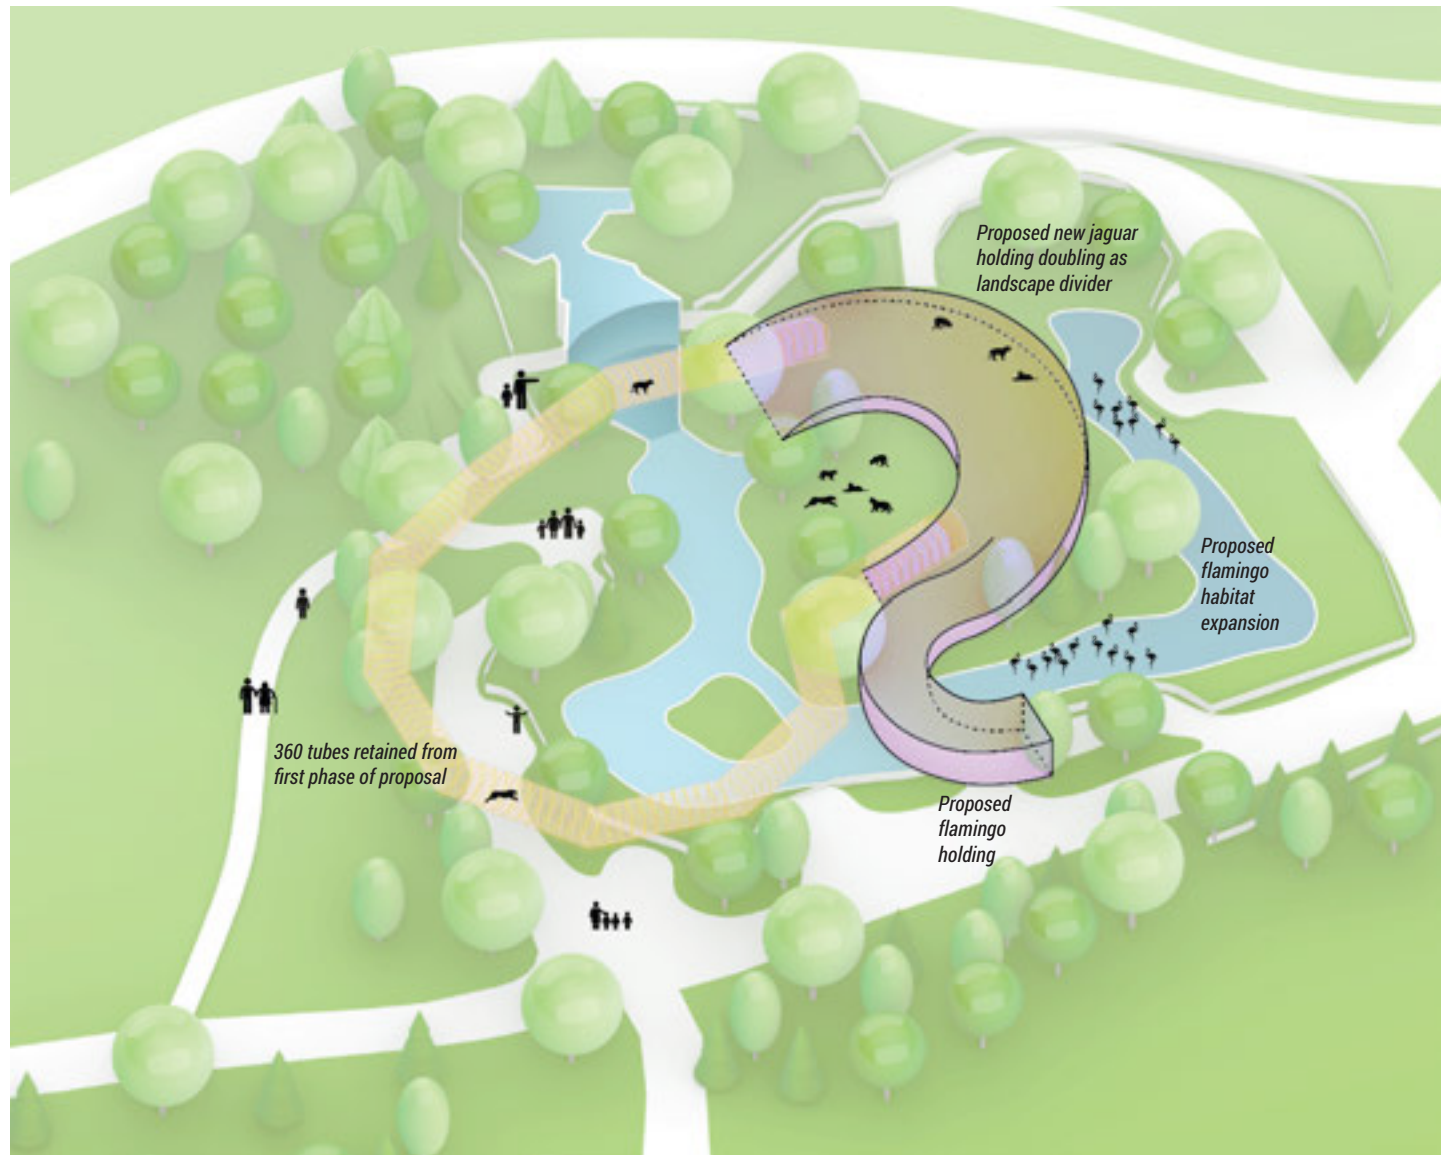 Proposed new jaguar
holding doubling as
landscape divider
Proposed
flamingo
habitat
expansion
360 tubes retained from
first phase of proposal
Proposed
flamingo
holding